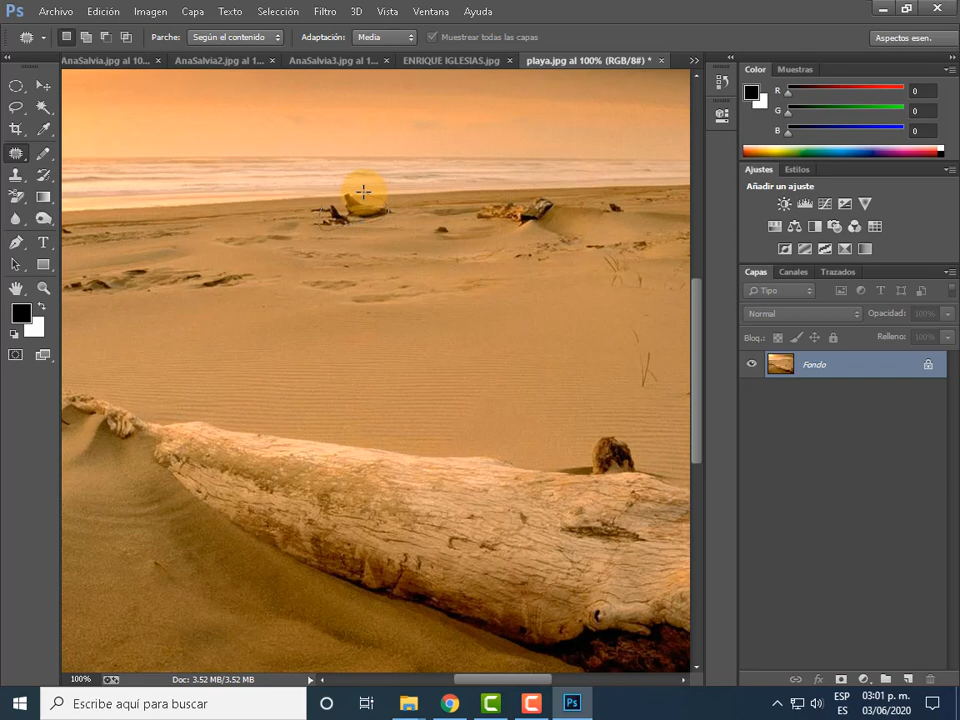 Ps Archivo Edición Imagen Capa Texto Selección Filtro 3D Vista Ventana Ayuda
Parche: Según el contenido Adaptación: Media Muestrear todas las capas Aspectos esen.
AnaSalvia.jpg al 10... × AnaSalvia2.jpg al 1... × AnaSalvia3.jpg al 1... × ENRIQUE IGLESIAS.jpg × playa.jpg al 100% (RGB/8#) * ×
Color Muestras
R 0
G 0
B 0
Ajustes Estilos
Añadir un ajuste
Capas Canales Trazados
Tipo
Normal Opacidad: 100%
Bloq.: Relleno: 100%
Fondo
100% Doc: 3.52 MB/3.52 MB
Escribe aquí para buscar
ESP 03:01 p. m.
ES 03/06/2020